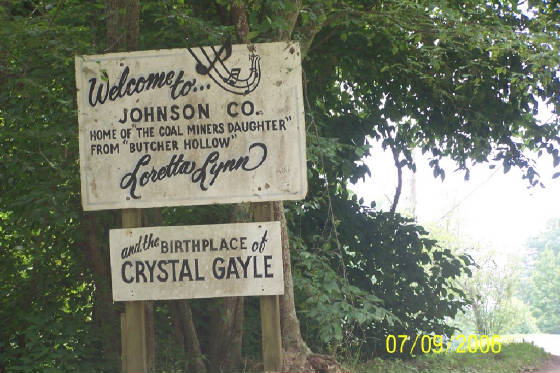 Welcome to...
JOHNSON CO.
HOME OF "THE COAL MINERS DAUGHTER"
FROM "BUTCHER HOLLOW"
Loretta Lynn
and the BIRTHPLACE of
CRYSTAL GAYLE
07/09/2006